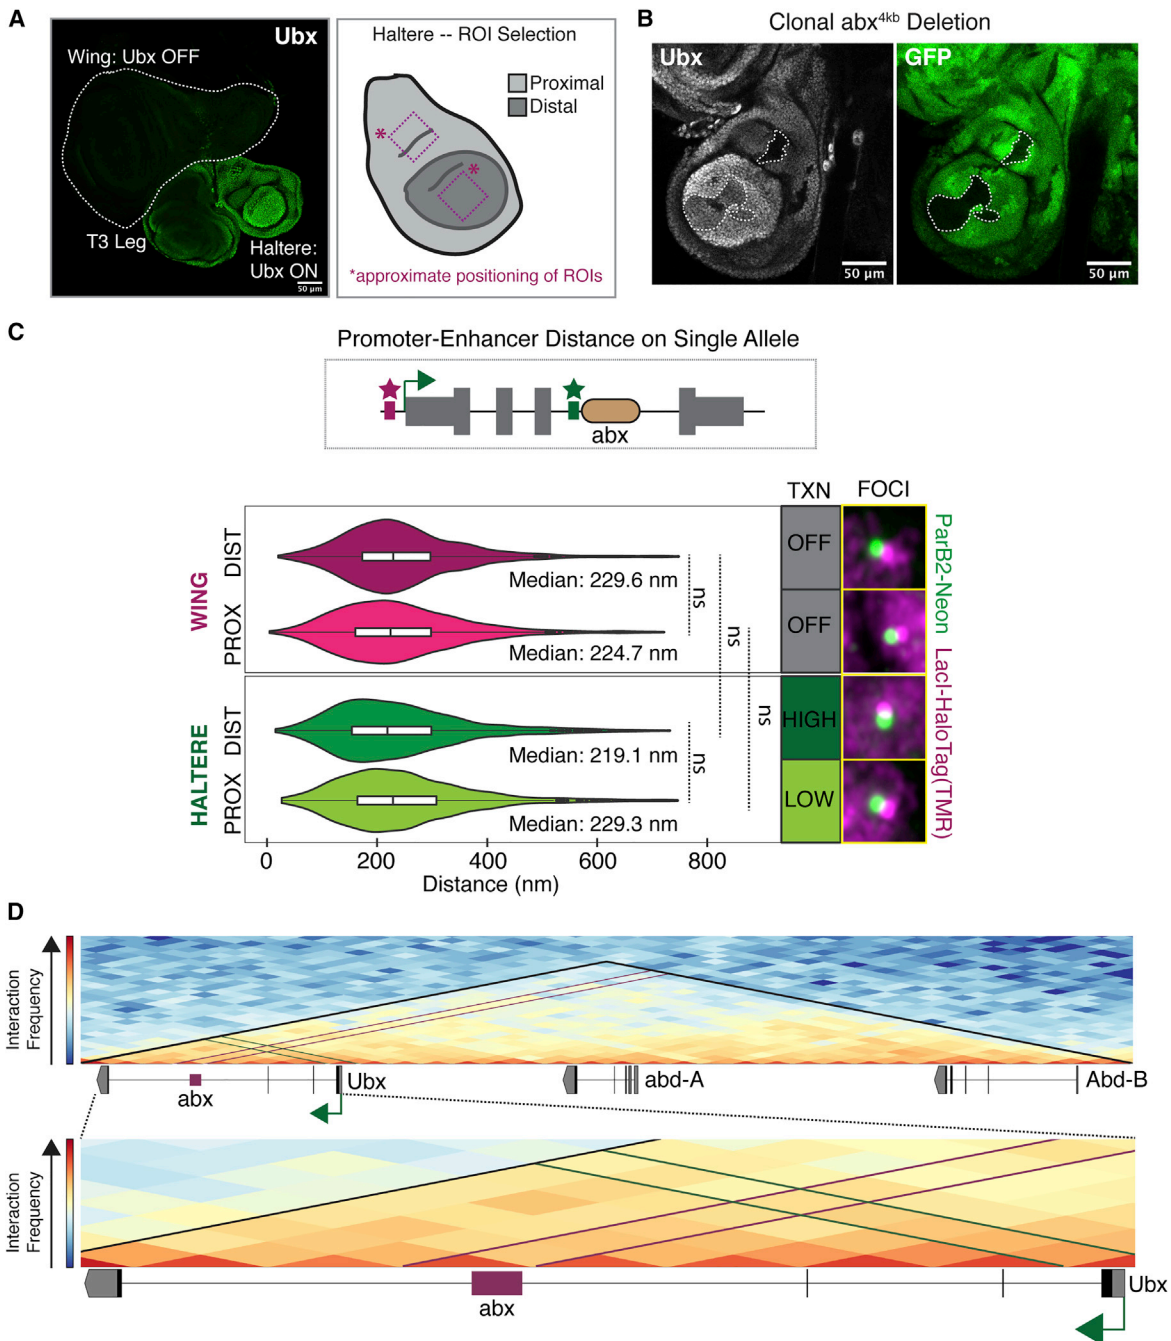 A
Ubx
Wing: Ubx OFF
T3 Leg
Haltere:
Ubx ON
50 µm
Haltere -- ROI Selection
Proximal
Distal
*
*
*approximate positioning of ROIs
B
Clonal abx4kb Deletion
Ubx
50 µm
GFP
50 µm
C
Promoter-Enhancer Distance on Single Allele
abx
TXN
FOCI
WING
DIST
Median: 229.6 nm
OFF
PROX
Median: 224.7 nm
OFF
HALTERE
DIST
Median: 219.1 nm
HIGH
PROX
Median: 229.3 nm
LOW
ns
ns
ns
ns
ParB2-Neon
LacI-HaloTag(TMR)
0
200
400
600
800
Distance (nm)
D
Interaction
Frequency
abx
Ubx
abd-A
Abd-B
Interaction
Frequency
abx
Ubx